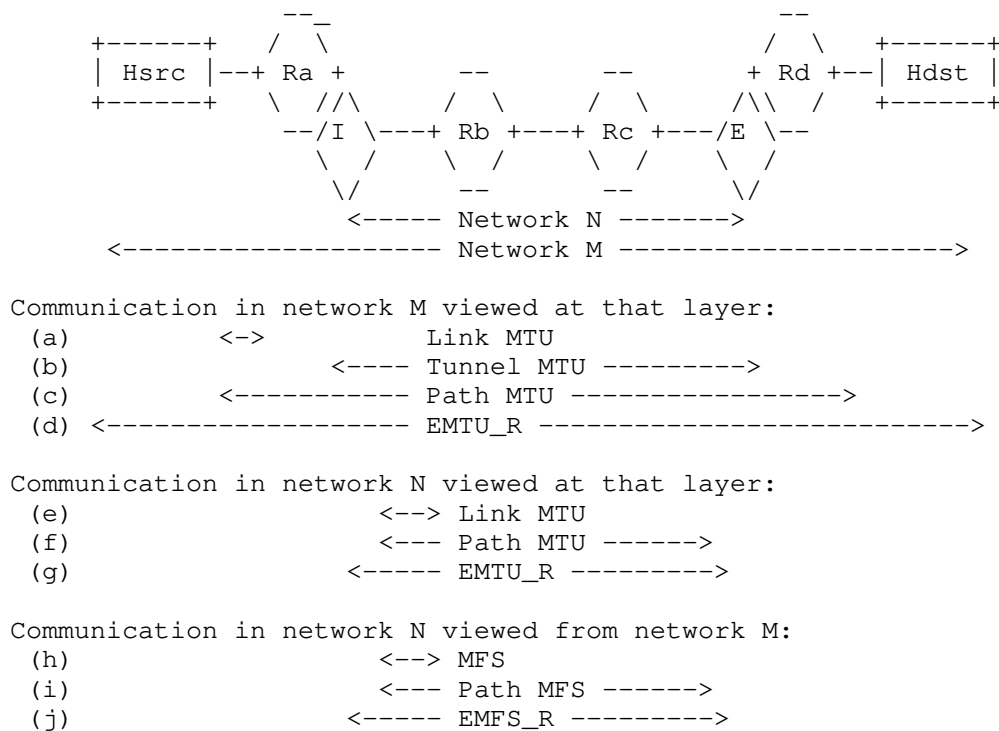 --_                                  --
      +------+    /  \                                /  \    +------+
      | Hsrc |--+ Ra +        --         --        + Rd +--| Hdst |
      +------+    \  //\      /  \       /  \      /\\  /    +------+
                   --/I  \---+ Rb +---+ Rc +---/E  \--
                     \  /      \  /       \  /      \  /
                      \/        --         --        \/
                       <----- Network N ------->
       <-------------------- Network M --------------------->

Communication in network M viewed at that layer:
 (a)          <->            Link MTU
 (b)                    <---- Tunnel MTU --------->
 (c)          <----------- Path MTU ----------------->
 (d) <------------------- EMTU_R --------------------------->

Communication in network N viewed at that layer:
 (e)                       <--> Link MTU
 (f)                       <--- Path MTU ------>
 (g)                     <----- EMTU_R --------->

Communication in network N viewed from network M:
 (h)                       <--> MFS
 (i)                       <--- Path MFS ------>
 (j)                     <----- EMFS_R --------->